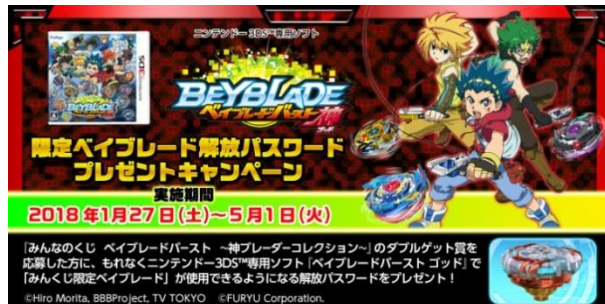 ニンテンドー3DS™専用ソフト
BEYBLADE
ベイブレードバースト 神
ゴッド
限定ベイブレード解放パスワード
プレゼントキャンペーン
実施期間
2018年1月27日(土)~5月1日(火)
『みんなのくじ ベイブレードバースト ~神ブレーダーコレクション~』のダブルゲット賞を
応募した方に、もれなくニンテンドー3DS™専用ソフト『ベイブレードバースト ゴッド』で
「みんくじ限定ベイブレード」が使用できるようになる解放パスワードをプレゼント!
©Hiro Morita, BBBProject, TV TOKYO ©FURYU Corporation.